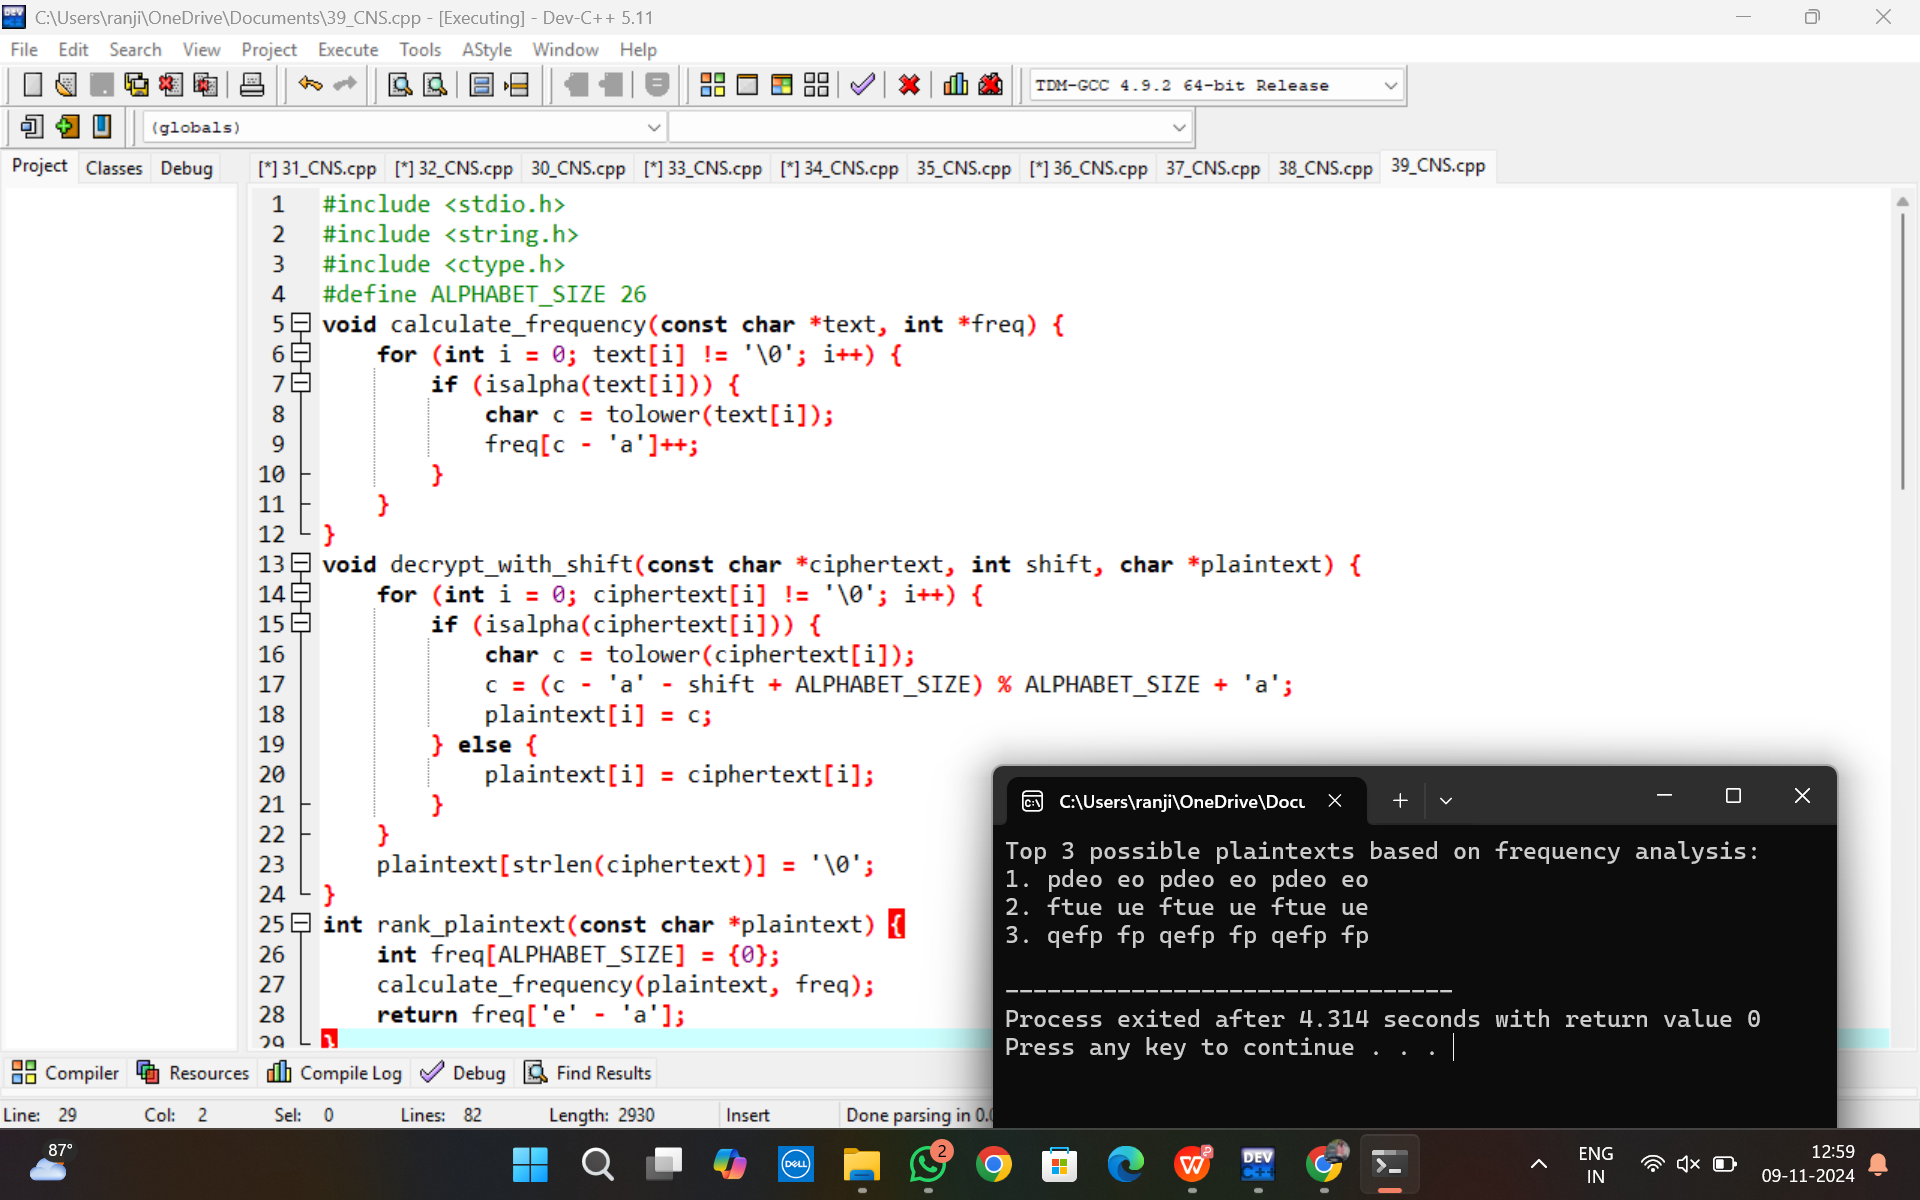 C:\Users\ranji\OneDrive\Documents\39_CNS.cpp - [Executing] - Dev-C++ 5.11
File Edit Search View Project Execute Tools AStyle Window Help
TDM-GCC 4.9.2 64-bit Release
(globals)
Project Classes Debug [*] 31_CNS.cpp [*] 32_CNS.cpp 30_CNS.cpp [*] 33_CNS.cpp [*] 34_CNS.cpp 35_CNS.cpp [*] 36_CNS.cpp 37_CNS.cpp 38_CNS.cpp 39_CNS.cpp
1 #include <stdio.h>
2 #include <string.h>
3 #include <ctype.h>
4 #define ALPHABET_SIZE 26
5 void calculate_frequency(const char *text, int *freq) {
6     for (int i = 0; text[i] != '\0'; i++) {
7         if (isalpha(text[i])) {
8             char c = tolower(text[i]);
9             freq[c - 'a']++;
10         }
11     }
12 }
13 void decrypt_with_shift(const char *ciphertext, int shift, char *plaintext) {
14     for (int i = 0; ciphertext[i] != '\0'; i++) {
15         if (isalpha(ciphertext[i])) {
16             char c = tolower(ciphertext[i]);
17             c = (c - 'a' - shift + ALPHABET_SIZE) % ALPHABET_SIZE + 'a';
18             plaintext[i] = c;
19         } else {
20             plaintext[i] = ciphertext[i];
21         }
22     }
23     plaintext[strlen(ciphertext)] = '\0';
24 }
25 int rank_plaintext(const char *plaintext) {
26     int freq[ALPHABET_SIZE] = {0};
27     calculate_frequency(plaintext, freq);
28     return freq['e' - 'a'];
29 }
C:\Users\ranji\OneDrive\Docu
Top 3 possible plaintexts based on frequency analysis:
1. pdeo eo pdeo eo pdeo eo
2. ftue ue ftue ue ftue ue
3. qefp fp qefp fp qefp fp
--------------------------------
Process exited after 4.314 seconds with return value 0
Press any key to continue . . .
Compiler Resources Compile Log Debug Find Results
Line: 29 Col: 2 Sel: 0 Lines: 82 Length: 2930 Insert Done parsing in 0.0
87°
DELL
2
DEV C++
ENG
IN
12:59
09-11-2024